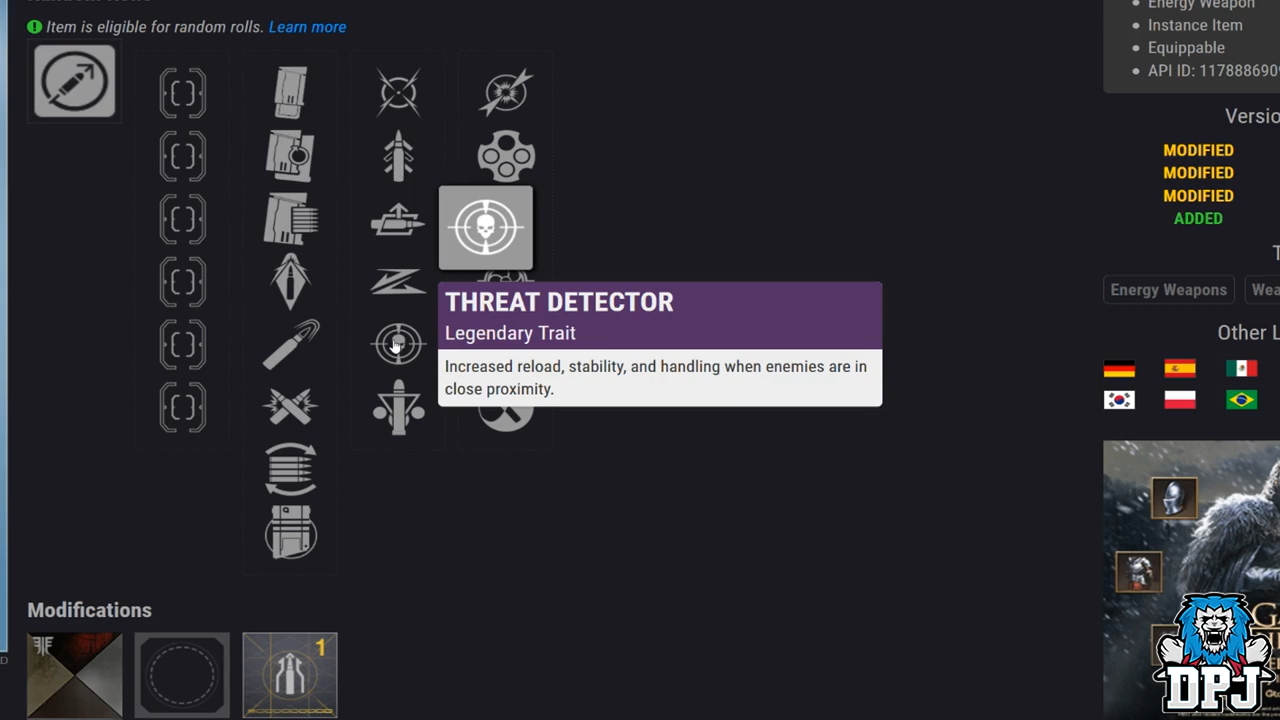 Item is eligible for random rolls. Learn more
Energy Weapon
Instance Item
Equippable
API ID: 117888690
MODIFIED
MODIFIED
MODIFIED
ADDED
THREAT DETECTOR
Legendary Trait
Increased reload, stability, and handling when enemies are in
close proximity.
Energy Weapons
Other
Modifications
1
DPJ